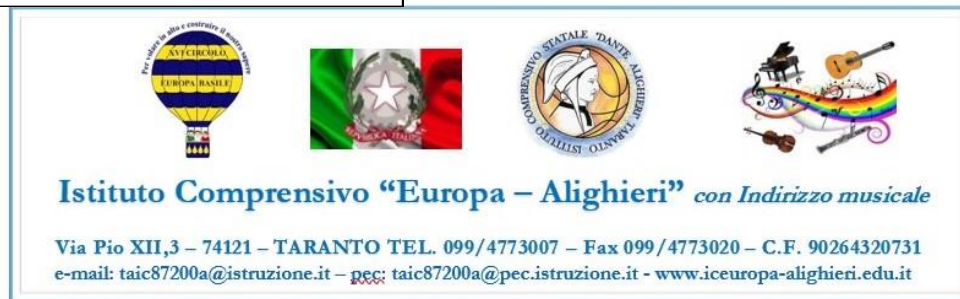 Per volare in alto e costruire il nostro sapere
XVI CIRCOLO
EUROPA BASILE
REPVBBLICA ITALIANA
ISTITUTO COMPRENSIVO STATALE "DANTE ALIGHIERI" TARANTO
Istituto Comprensivo “Europa – Alighieri” con Indirizzo musicale
Via Pio XII,3 – 74121 – TARANTO TEL. 099/4773007 – Fax 099/4773020 – C.F. 90264320731
e-mail: taic87200a@istruzione.it – pec: taic87200a@pec.istruzione.it - www.iceuropa-alighieri.edu.it